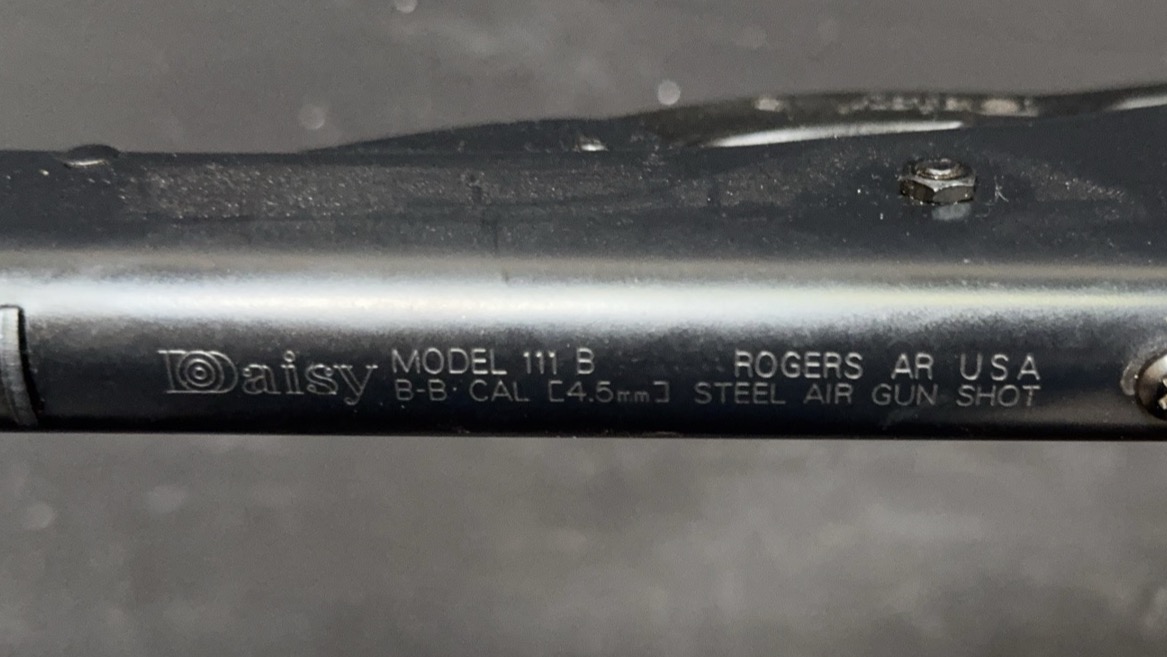 Daisy MODEL 111 B ROGERS AR USA
B-B CAL [4.5mm] STEEL AIR GUN SHOT